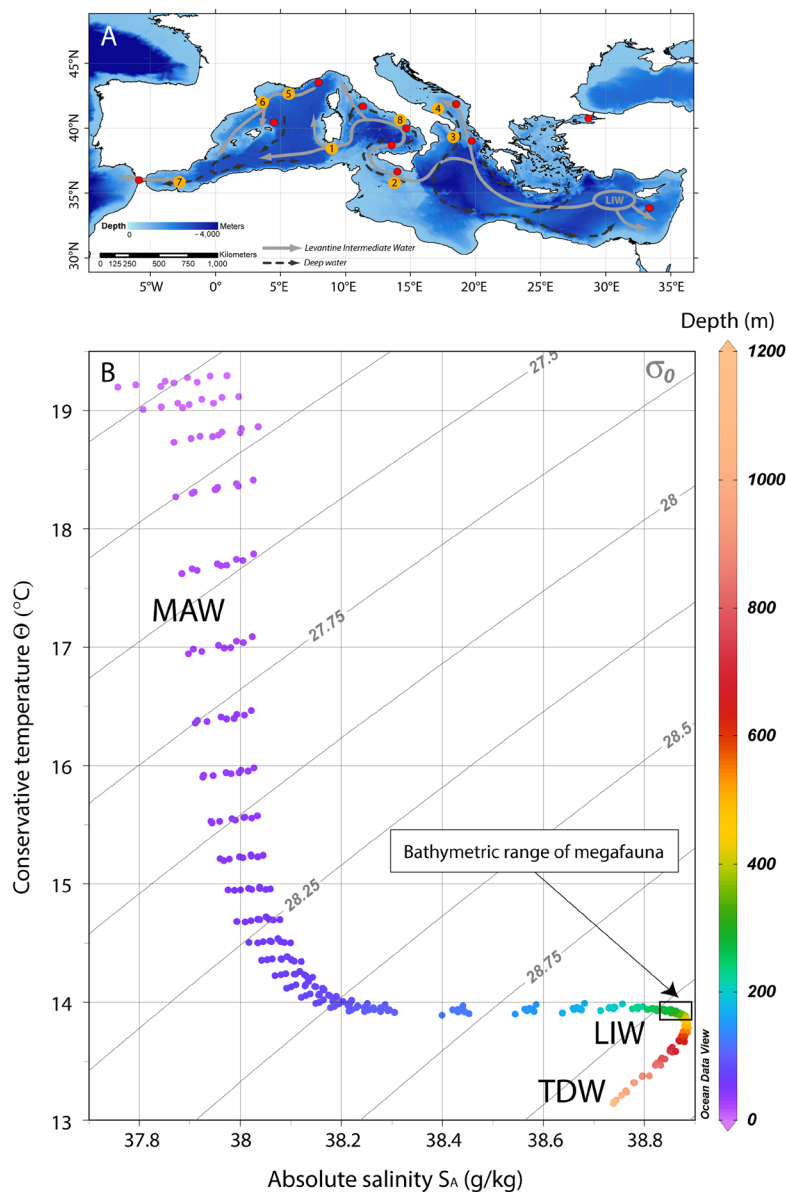 A
45°N
40°N
35°N
30°N
5
6
4
8
3
1
2
7
LIW
Depth
Meters
0
- 4,000
Kilometers
0 125250 500 750 1,000
Levantine Intermediate Water
Deep water
5°W 0° 5°E 10°E 15°E 20°E 25°E 30°E 35°E
Depth (m)
B
σ0
27.5
28
27.75
28.5
28.25
28.75
MAW
Bathymetric range of megafauna
LIW
TDW
Ocean Data View
1200
1000
800
600
400
200
0
19
18
17
16
15
14
13
Conservative temperature Θ (°C)
37.8 38 38.2 38.4 38.6 38.8
Absolute salinity SA (g/kg)